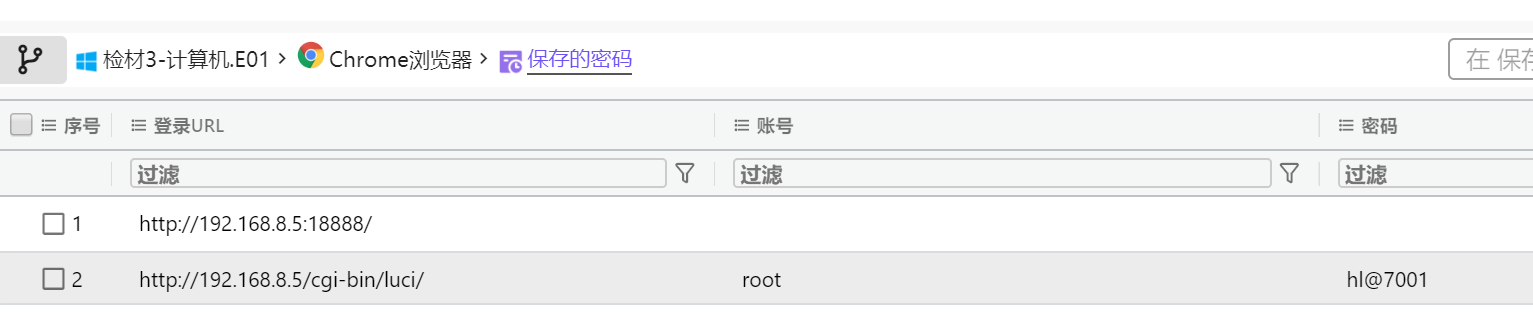 检材3-计算机.E01 > Chrome浏览器 > 保存的密码
在 保存
序号 登录URL 账号 密码
过滤 过滤 过滤
1 http://192.168.8.5:18888/
2 http://192.168.8.5/cgi-bin/luci/ root hl@7001